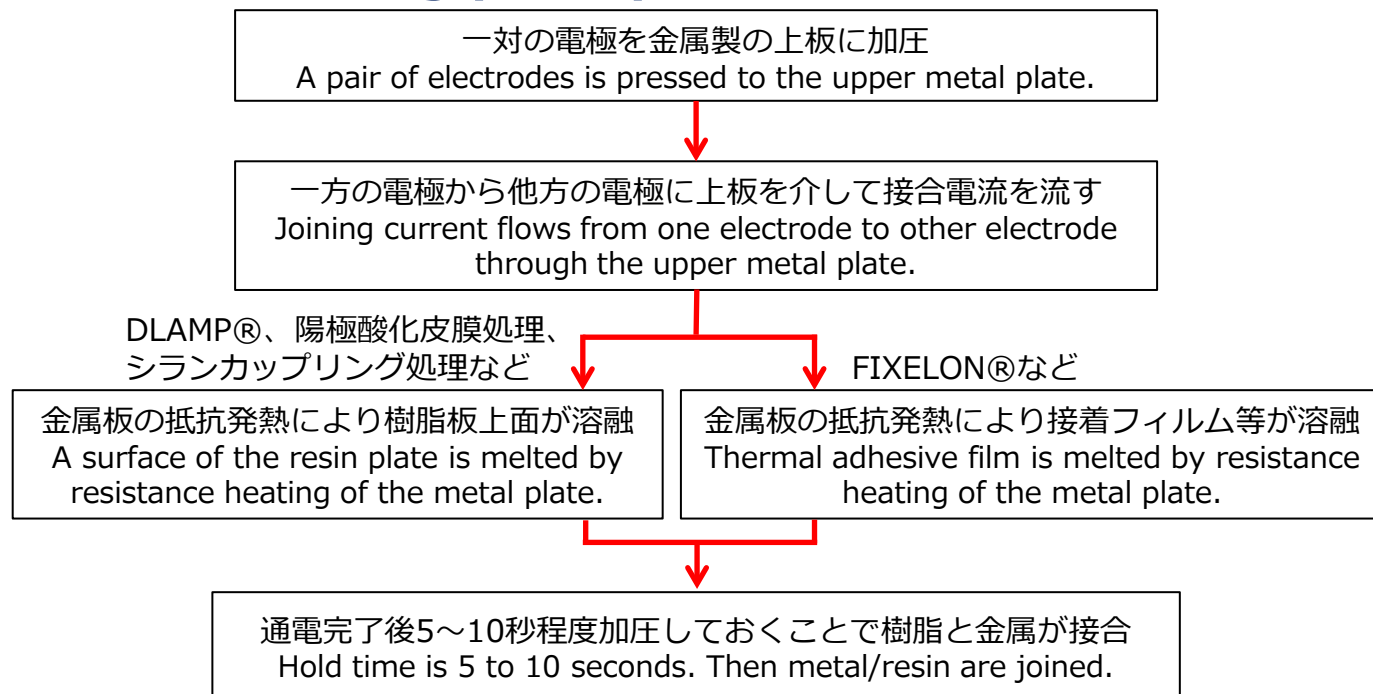 一対の電極を金属製の上板に加圧
A pair of electrodes is pressed to the upper metal plate.
一方の電極から他方の電極に上板を介して接合電流を流す
Joining current flows from one electrode to other electrode
through the upper metal plate.
DLAMP®、陽極酸化皮膜処理、
シランカップリング処理など
FIXELON®など
金属板の抵抗発熱により樹脂板上面が溶融
A surface of the resin plate is melted by
resistance heating of the metal plate.
金属板の抵抗発熱により接着フィルム等が溶融
Thermal adhesive film is melted by resistance
heating of the metal plate.
通電完了後5～10秒程度加圧しておくことで樹脂と金属が接合
Hold time is 5 to 10 seconds. Then metal/resin are joined.